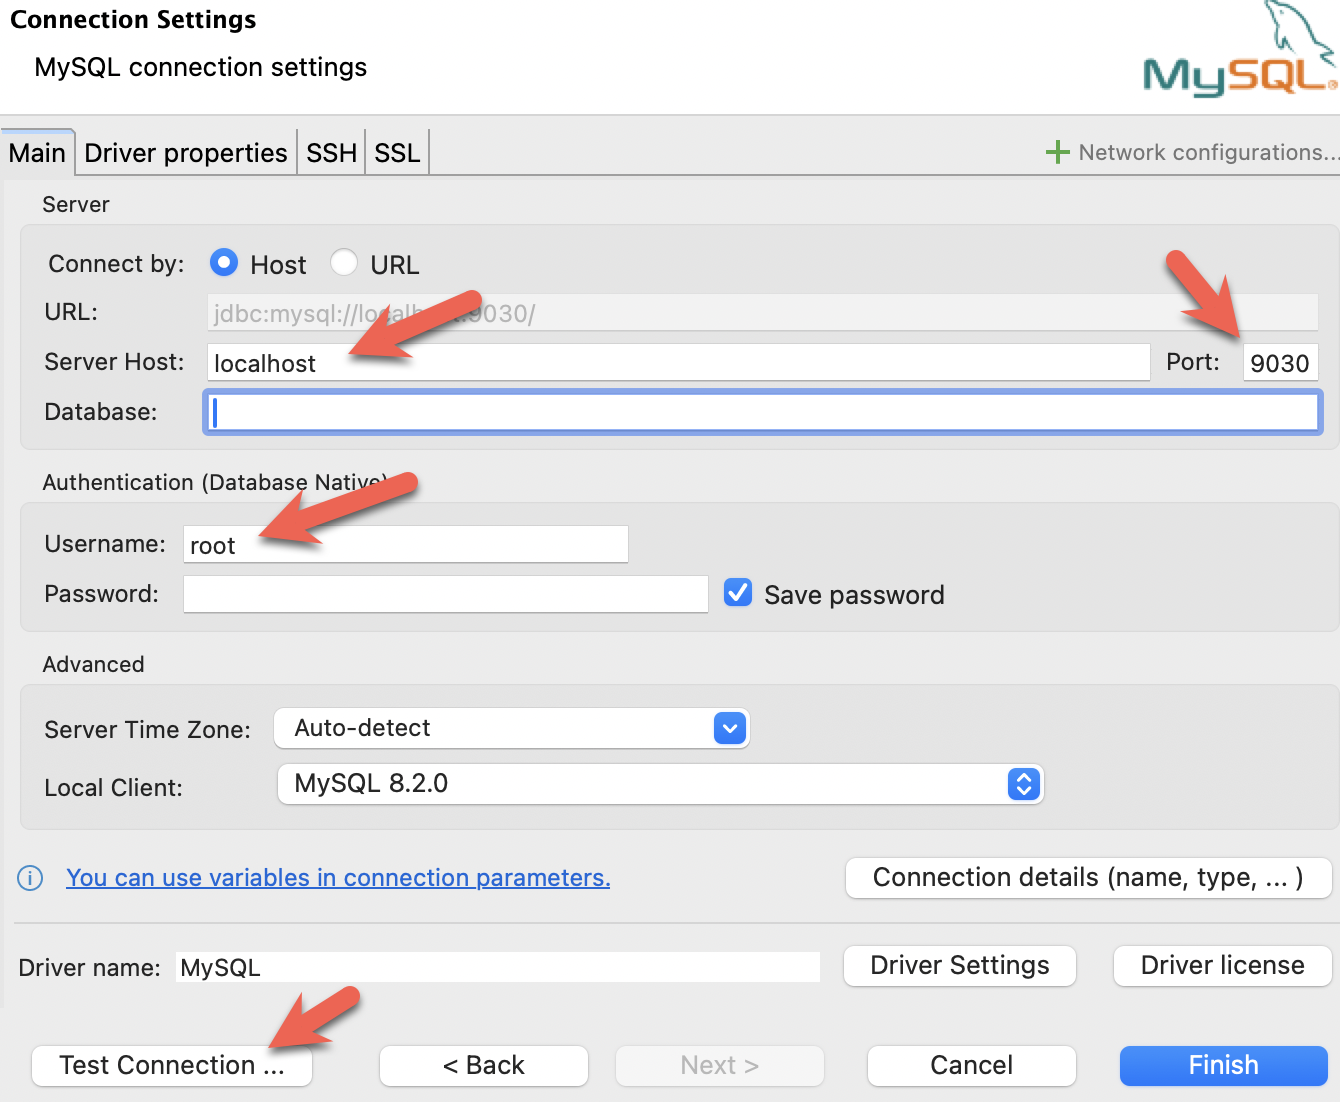 Connection Settings
MySQL connection settings
MySQL®
Main Driver properties SSH SSL Network configurations...
Server
Connect by: Host URL
URL: jdbc:mysql://local :9030/
Server Host: localhost Port: 9030
Database:
Authentication (Database Native)
Username: root
Password: Save password
Advanced
Server Time Zone: Auto-detect
Local Client: MySQL 8.2.0
You can use variables in connection parameters.
Connection details (name, type, ... )
Driver name: MySQL Driver Settings Driver license
Test Connection ... < Back Next > Cancel Finish